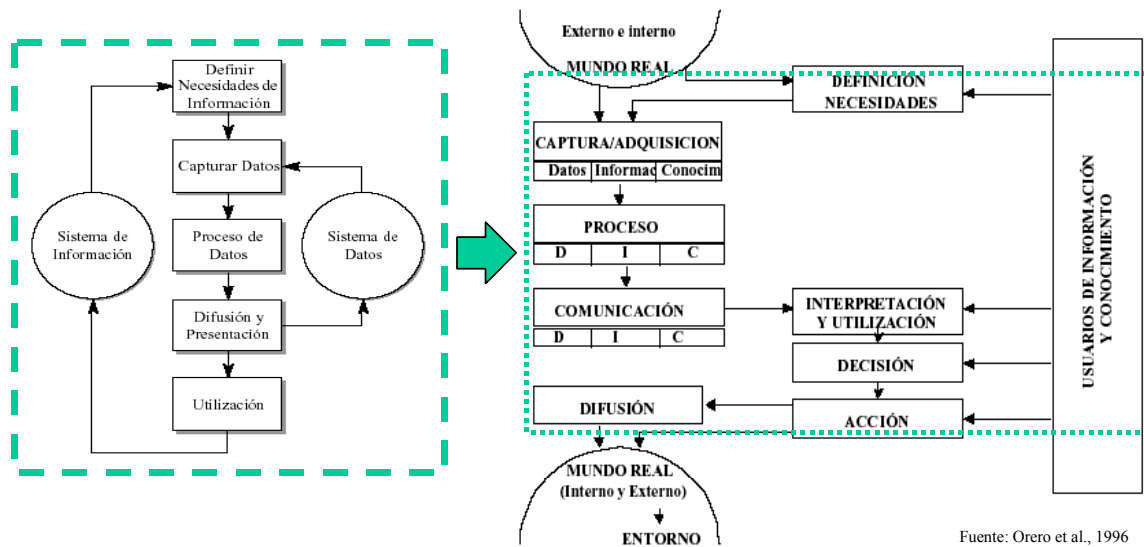 Definir
Necesidades de
Información
Capturar Datos
Sistema de
Información
Proceso de
Datos
Sistema de
Datos
Difusión y
Presentación
Utilización
Externo e interno
MUNDO REAL
DEFINICIÓN
NECESIDADES
CAPTURA/ADQUISICION
Datos Informac Conocim
PROCESO
D I C
COMUNICACIÓN
D I C
INTERPRETACIÓN
Y UTILIZACIÓN
DECISIÓN
DIFUSIÓN
ACCIÓN
MUNDO REAL
(Interno y Externo)
ENTORNO
USUARIOS DE INFORMACIÓN
Y CONOCIMIENTO
Fuente: Orero et al., 1996